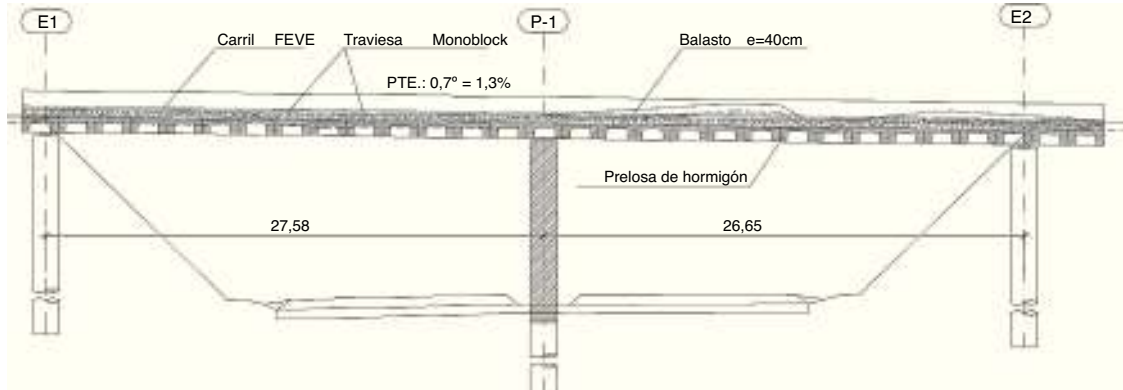 E1
P-1
E2
Carril FEVE
Traviesa Monoblock
Balasto e=40cm
PTE.: 0,7º = 1,3%
Prelosa de hormigón
27,58
26,65